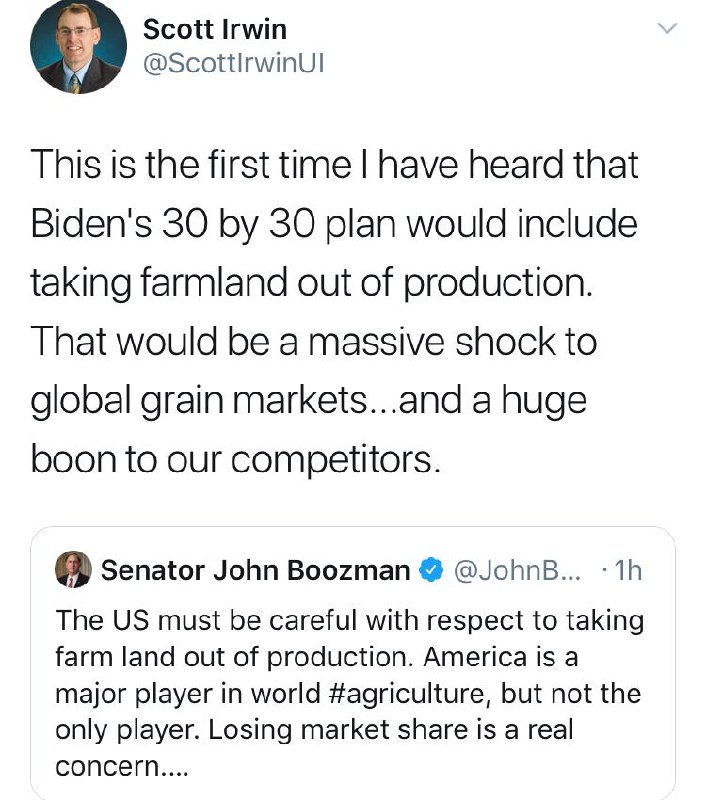 Scott Irwin
@ScottIrwinUI
This is the first time I have heard that
Biden's 30 by 30 plan would include
taking farmland out of production.
That would be a massive shock to
global grain markets...and a huge
boon to our competitors.
Senator John Boozman @JohnB... · 1h
The US must be careful with respect to taking
farm land out of production. America is a
major player in world #agriculture, but not the
only player. Losing market share is a real
concern....